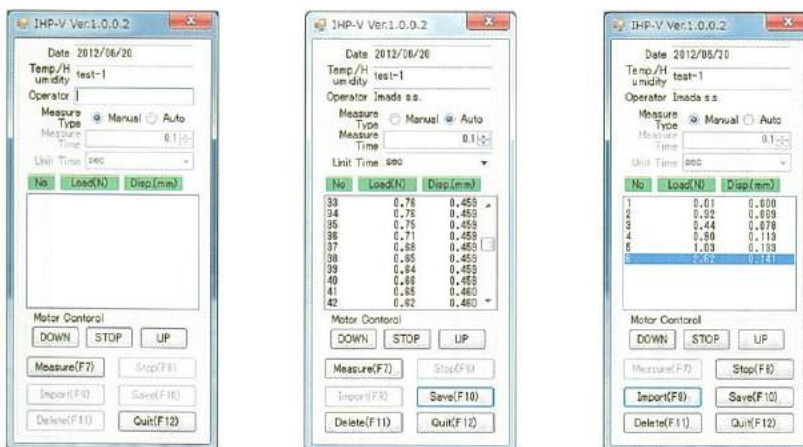 IHP-V Ver.1.0.0.2
Date 2012/06/20
Temp./H
umidity test-1
Operator
Measure
Type Manual Auto
Measure
Time 0.1
Unit Time sec
No Load(N) Disp.(mm)
Motor Contorol
DOWN STOP UP
Measure(F7) Stop(F8)
Import(F9) Save(F10)
Delete(F11) Quit(F12)
IHP-V Ver.1.0.0.2
Date 2012/06/20
Temp./H
umidity test-1
Operator Imada s.s.
Measure
Type Manual Auto
Measure
Time 0.1
Unit Time sec
No Load(N) Disp.(mm)
33 0.76 0.459
34 0.76 0.459
35 0.75 0.459
36 0.71 0.459
37 0.68 0.459
38 0.65 0.459
39 0.64 0.459
40 0.66 0.459
41 0.65 0.460
42 0.62 0.460
Motor Contorol
DOWN STOP UP
Measure(F7) Stop(F8)
Import(F9) Save(F10)
Delete(F11) Quit(F12)
IHP-V Ver.1.0.0.2
Date 2012/06/20
Temp./H
umidity test-1
Operator Imada s.s.
Measure
Type Manual Auto
Measure
Time 0.1
Unit Time sec
No Load(N) Disp.(mm)
1 0.01 0.000
2 0.32 0.069
3 0.44 0.078
4 0.80 0.113
5 1.03 0.133
6 2.62 0.141
Motor Contorol
DOWN STOP UP
Measure(F7) Stop(F8)
Import(F9) Save(F10)
Delete(F11) Quit(F12)